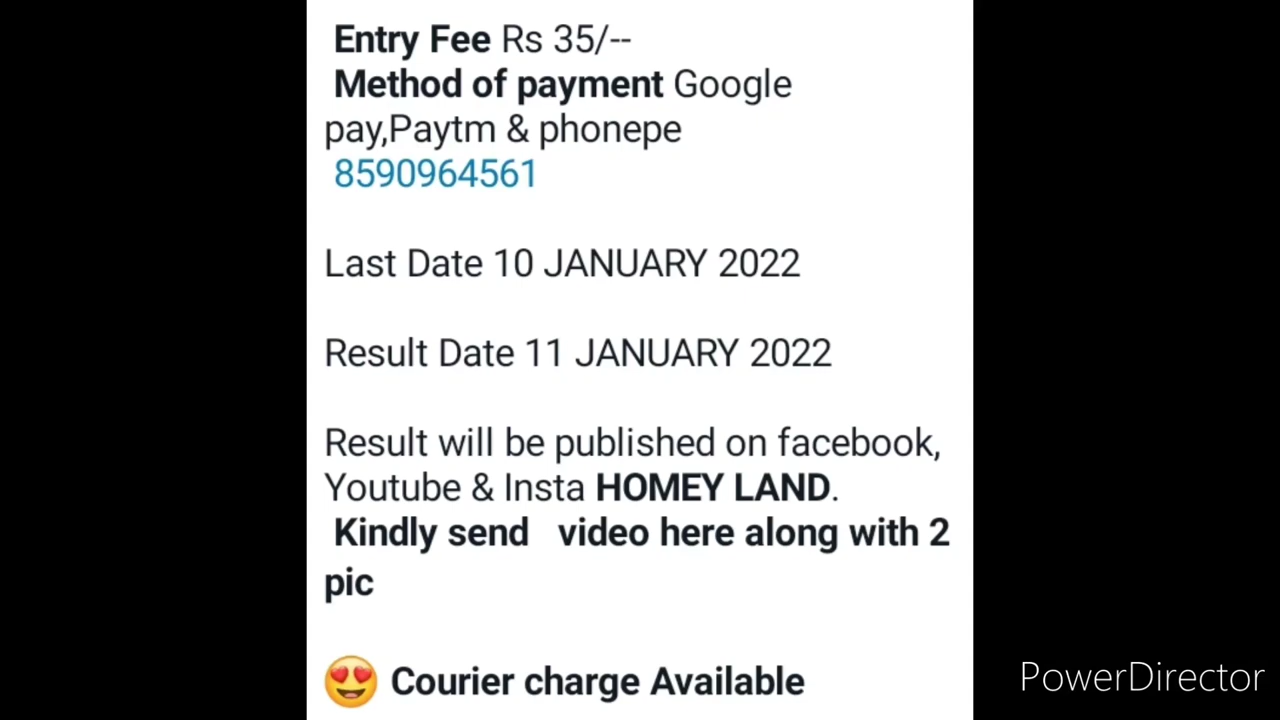 Entry Fee Rs 35/--
Method of payment Google
pay,Paytm & phonepe
8590964561
Last Date 10 JANUARY 2022
Result Date 11 JANUARY 2022
Result will be published on facebook,
Youtube & Insta HOMEY LAND.
Kindly send video here along with 2
pic
😍 Courier charge Available
PowerDirector